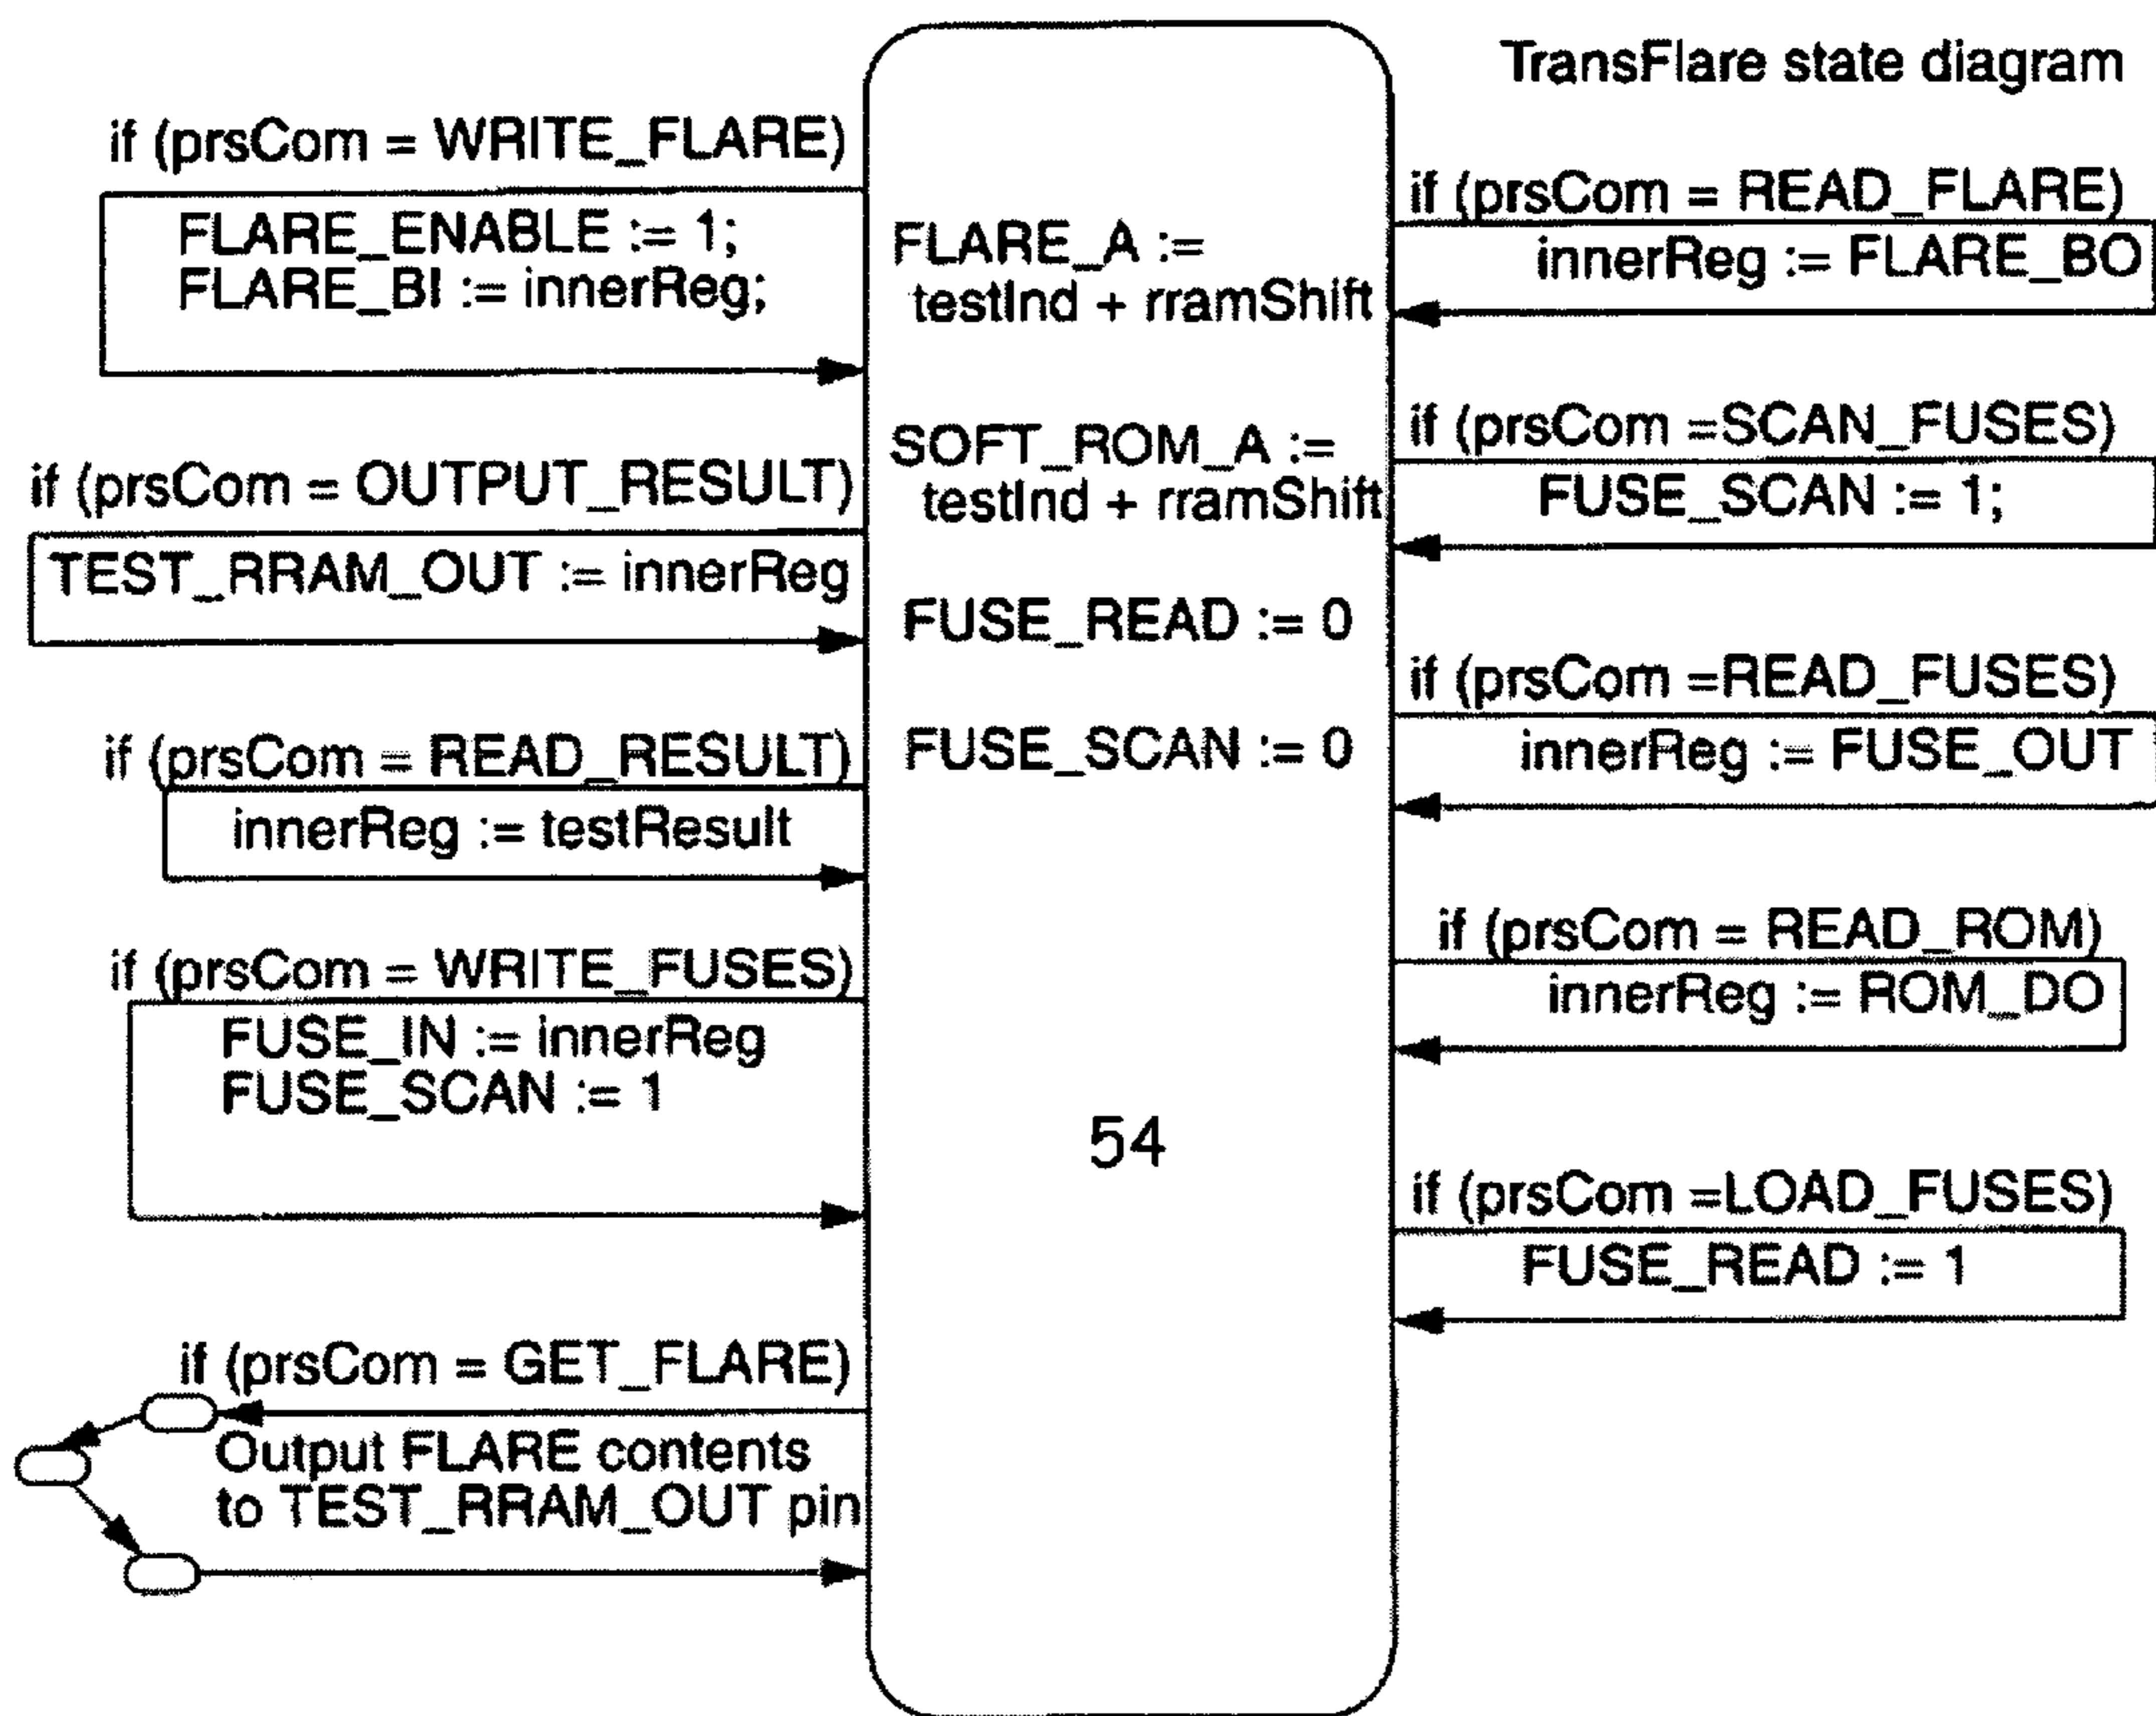 TransFlare state diagram
if (prsCom = WRITE_FLARE)
FLARE_ENABLE := 1;
FLARE_BI := innerReg;
if (prsCom = OUTPUT_RESULT)
TEST_RRAM_OUT := innerReg
if (prsCom = READ_RESULT)
innerReg := testResult
if (prsCom = WRITE_FUSES)
FUSE_IN := innerReg
FUSE_SCAN := 1
if (prsCom = GET_FLARE)
Output FLARE contents
to TEST_RRAM_OUT pin
FLARE_A :=
testInd + rramShift
SOFT_ROM_A :=
testInd + rramShift
FUSE_READ := 0
FUSE_SCAN := 0
54
if (prsCom = READ_FLARE)
innerReg := FLARE_BO
if (prsCom =SCAN_FUSES)
FUSE_SCAN := 1;
if (prsCom =READ_FUSES)
innerReg := FUSE_OUT
if (prsCom = READ_ROM)
innerReg := ROM_DO
if (prsCom =LOAD_FUSES)
FUSE_READ := 1